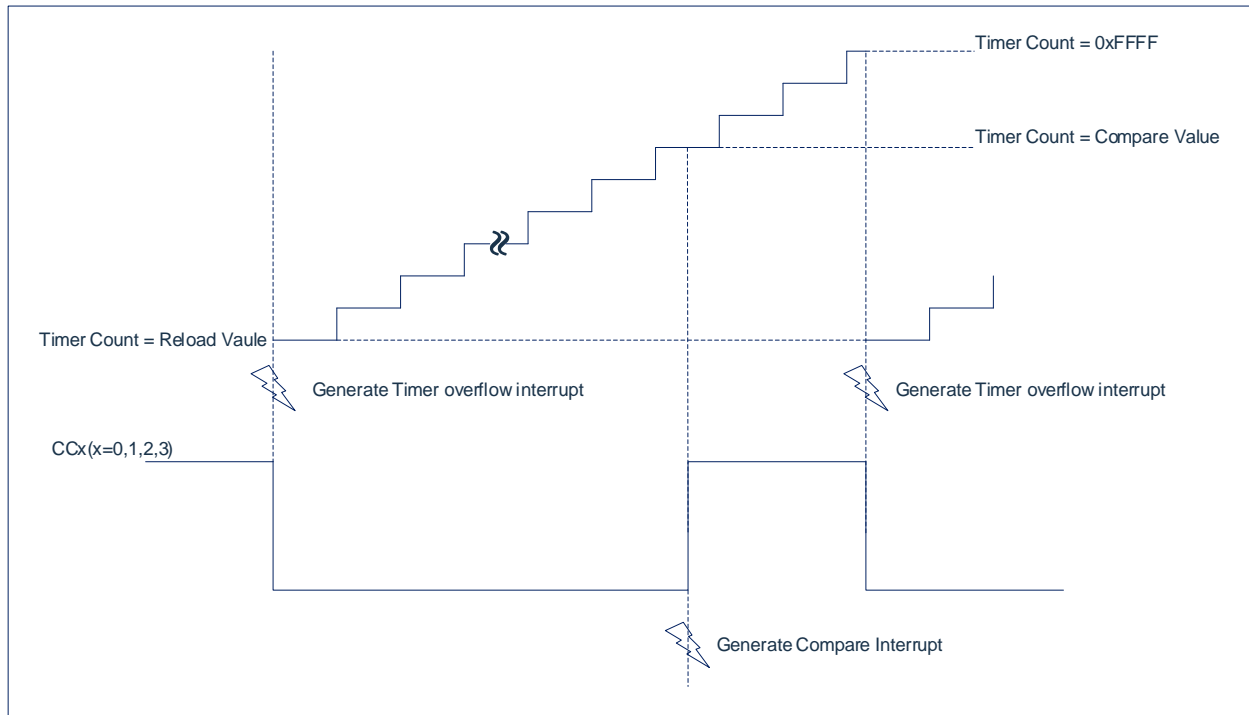 Timer Count = 0xFFFF
Timer Count = Compare Value
Timer Count = Reload Vaule
Generate Timer overflow interrupt
Generate Timer overflow interrupt
CCx(x=0,1,2,3)
Generate Compare Interrupt